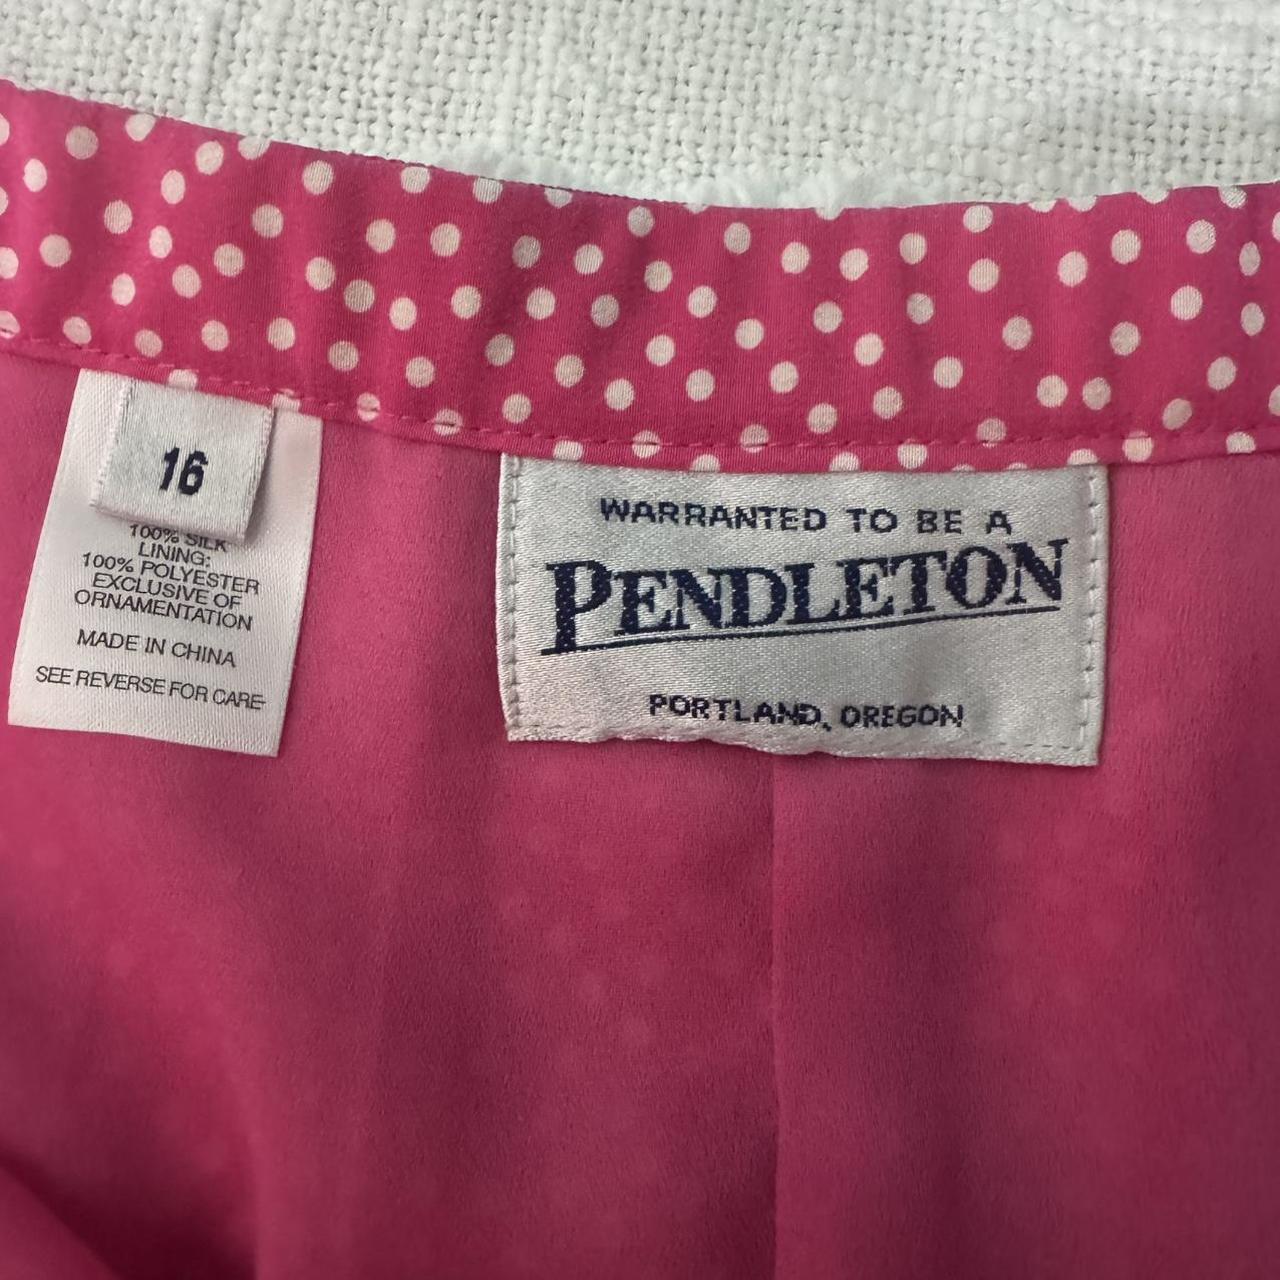 16
100% SILK
LINING:
100% POLYESTER
EXCLUSIVE OF
ORNAMENTATION
MADE IN CHINA
SEE REVERSE FOR CARE
WARRANTED TO BE A
PENDLETON
PORTLAND, OREGON